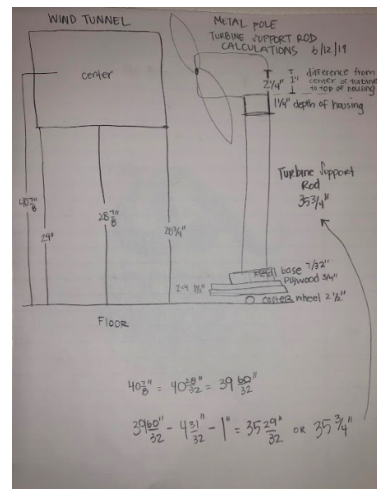 WIND TUNNEL
METAL POLE
TURBINE SUPPORT ROD
CALCULATIONS 6/12/19
center
2 1/4"
1"
difference from
center of turbine
to top of housing
1 1/4" depth of housing
Turbine Support
Rod
35 3/4"
40 7/8"
29"
28 7/8"
28 3/4"
base 7/32"
Plywood 3/4"
1 1/2"
caster wheel 2 1/2"
FLOOR
40 7/8" = 40 28/32" = 39 60/32"
39 60/32" - 4 31/32" - 1" = 35 29/32" OR 35 3/4"